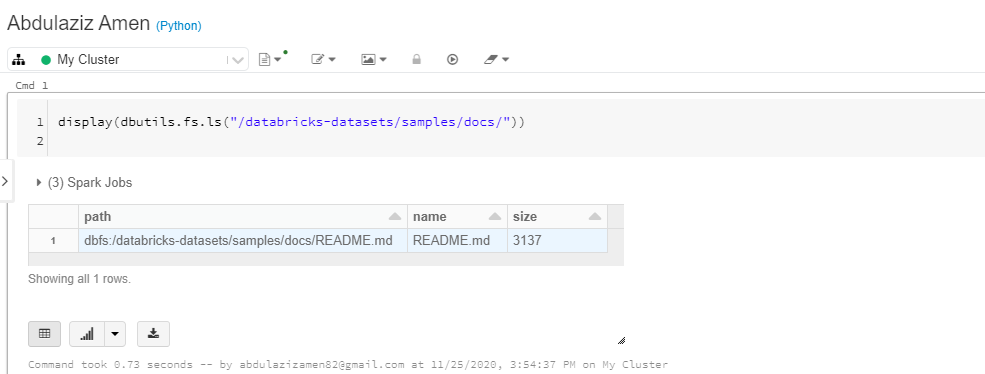 Abdulaziz Amen (Python)
My Cluster
Cmd 1
1 display(dbutils.fs.ls("/databricks-datasets/samples/docs/"))
2
(3) Spark Jobs
path name size
1 dbfs:/databricks-datasets/samples/docs/README.md README.md 3137
Showing all 1 rows.
Command took 0.73 seconds -- by abdulazizamen82@gmail.com at 11/25/2020, 3:54:37 PM on My Cluster